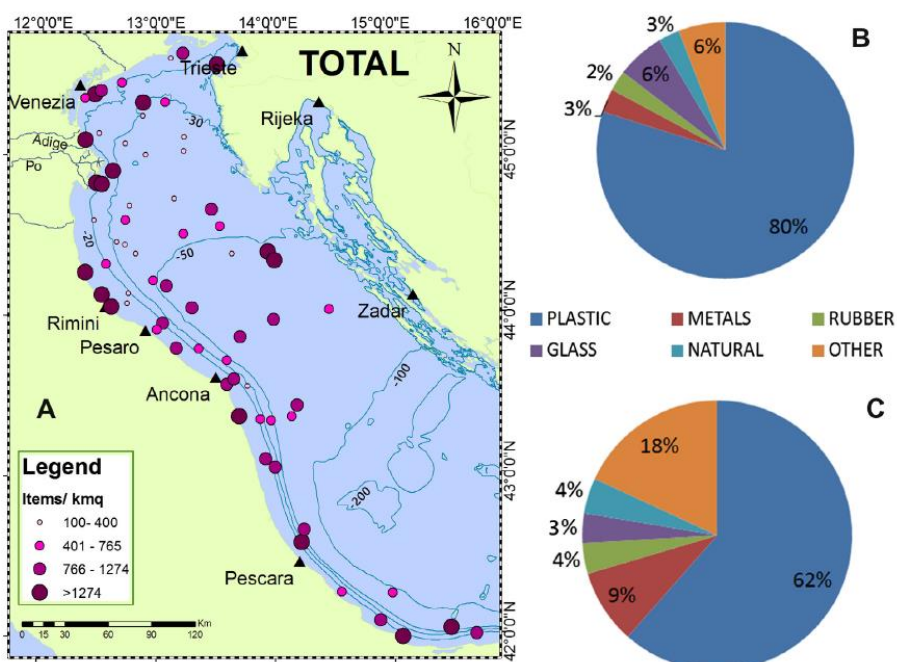 12°0'0"E 13°0'0"E 14°0'0"E 15°0'0"E 16°0'0"E
TOTAL
N
Trieste
Venezia
Rijeka
-30
Adige
Po
45°0'0"N
-20
-50
Zadar
44°0'0"N
Rimini
Pesaro
-100
Ancona
A
43°0'0"N
-200
Pescara
42°0'0"N
Legend
Items/ kmq
100- 400
401 - 765
766 - 1274
>1274
0 15 30 60 90 120
Km
B
3%
6%
6%
2%
3%
80%
PLASTIC METALS RUBBER
GLASS NATURAL OTHER
C
18%
4%
3%
4%
9%
62%